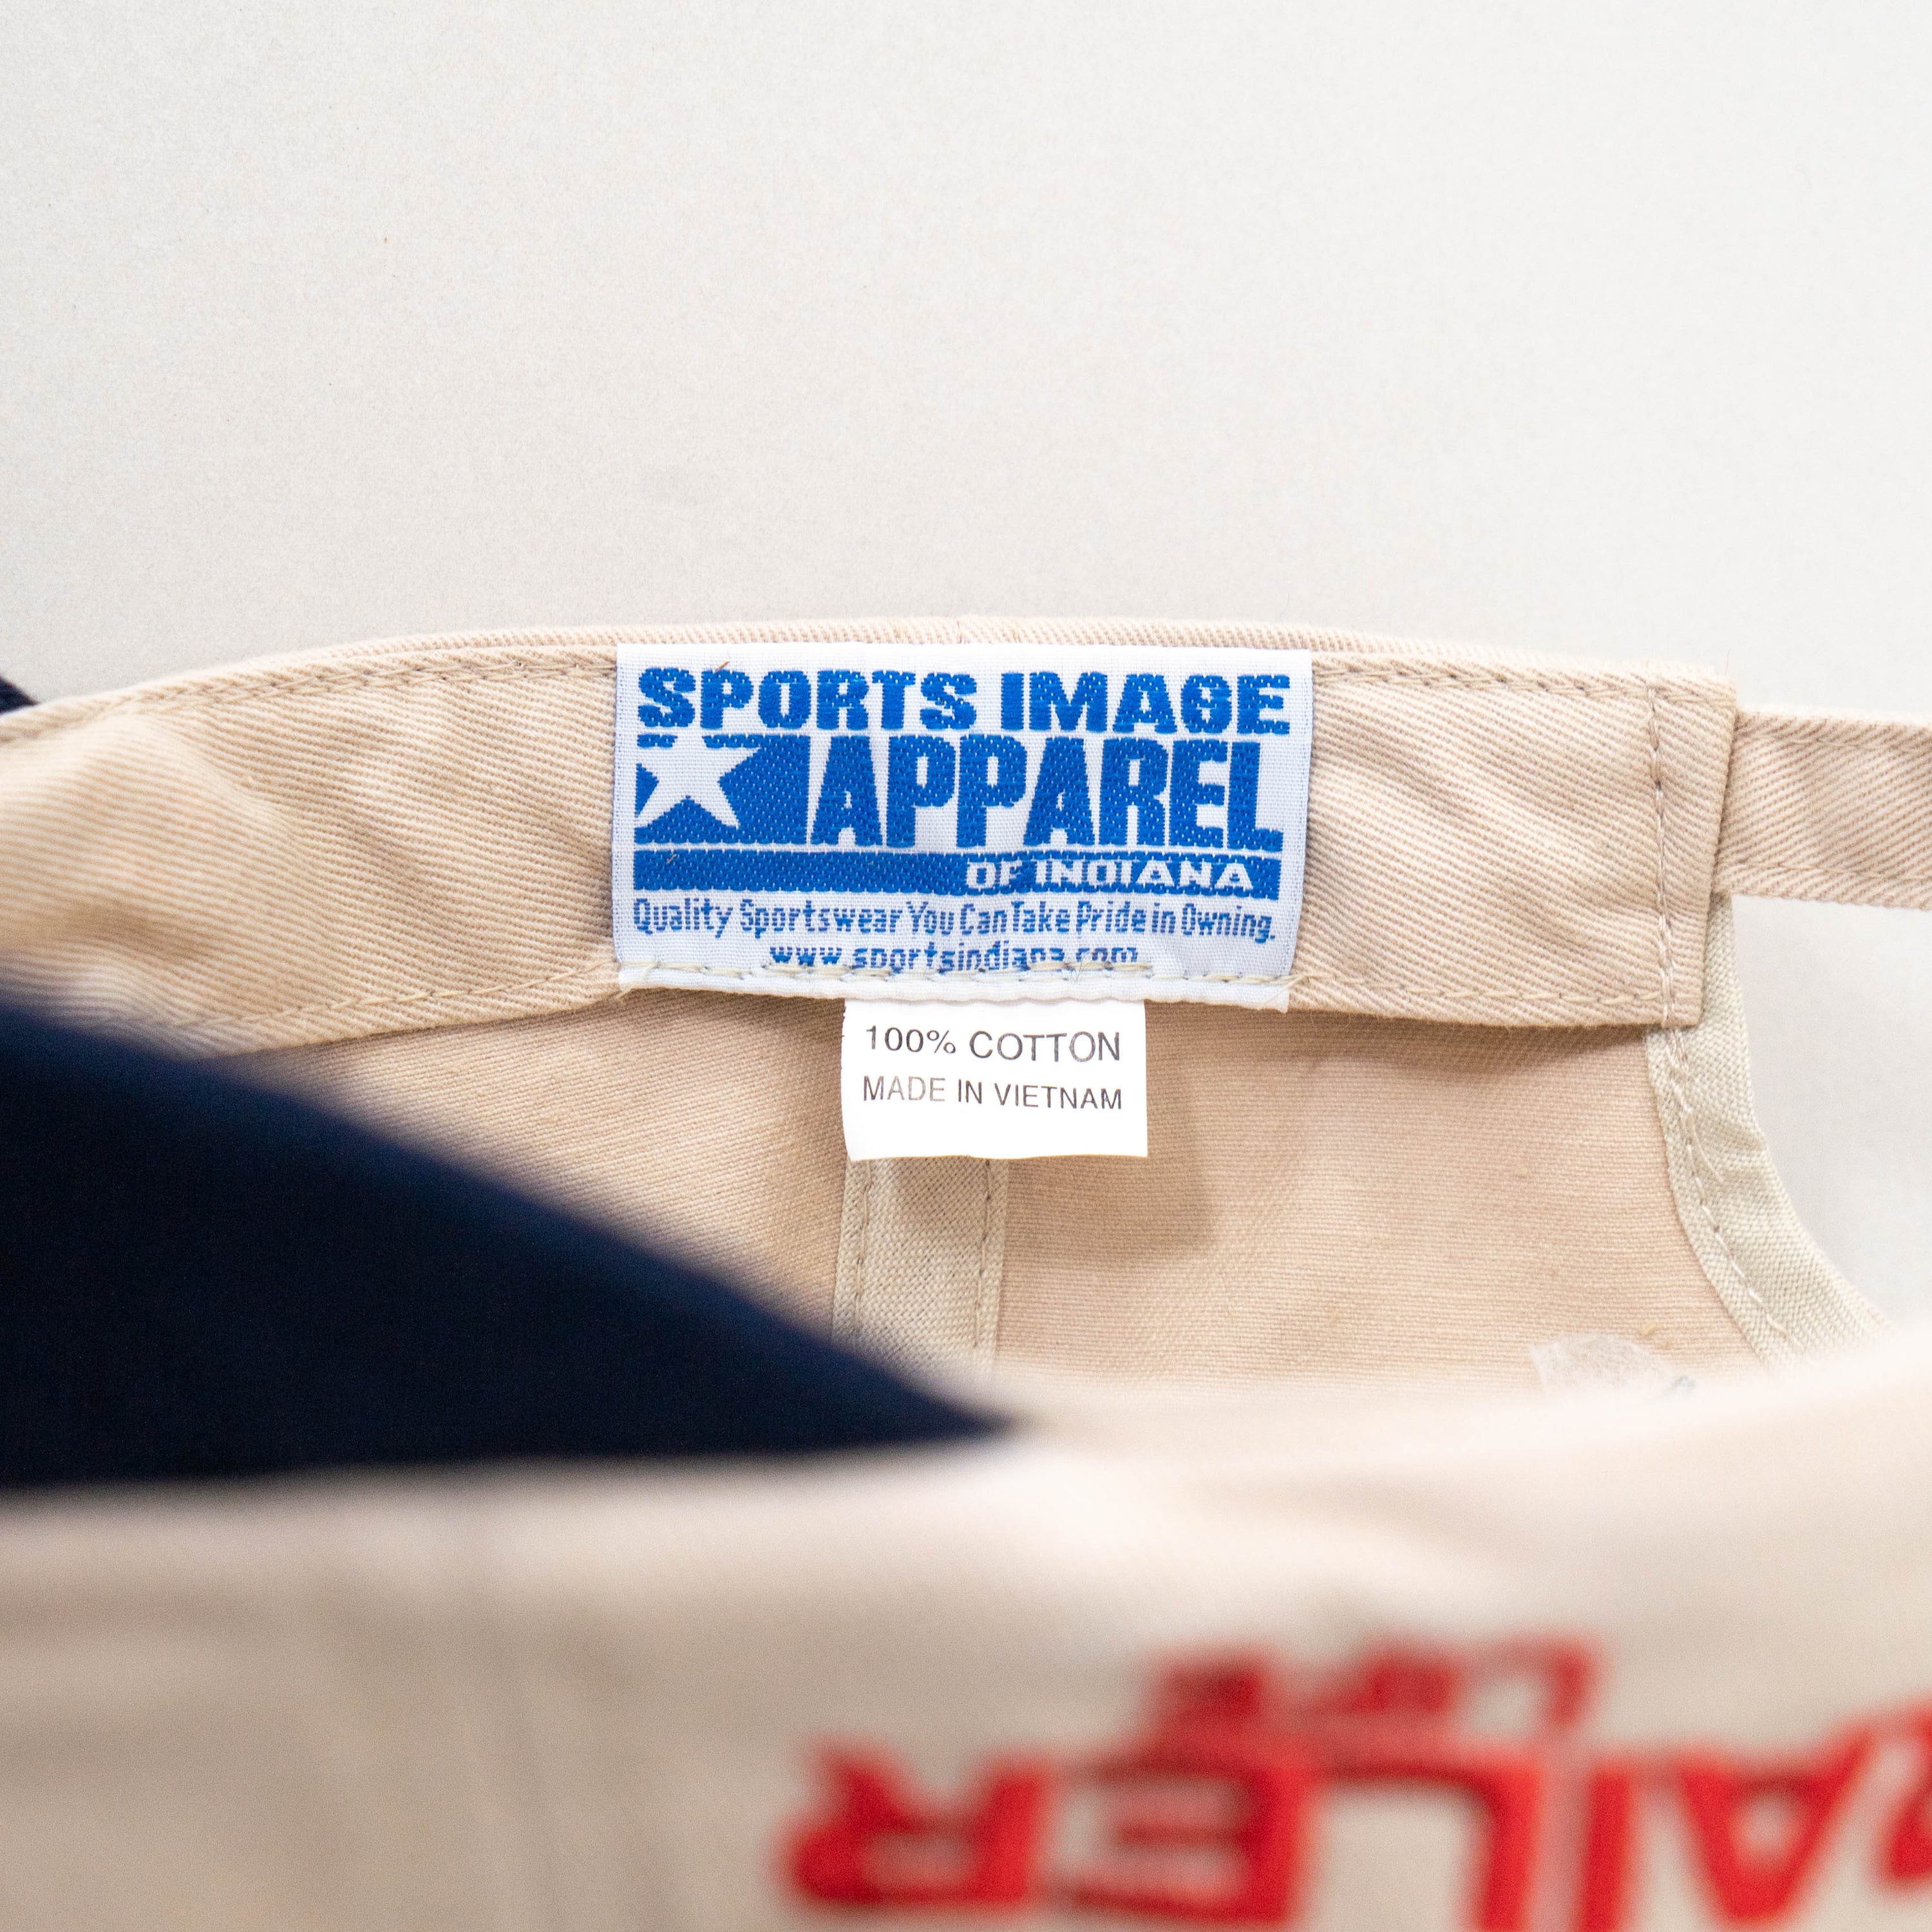 SPORTS IMAGE
APPAREL
OF INDIANA
Quality Sportswear You Can Take Pride in Owning.
www.sportsindiana.com
100% COTTON
MADE IN VIETNAM